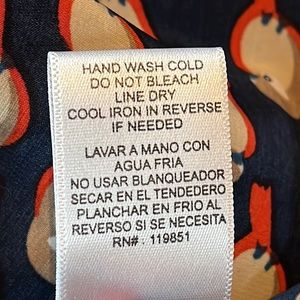 HAND WASH COLD
DO NOT BLEACH
LINE DRY
COOL IRON IN REVERSE
IF NEEDED
LAVAR A MANO CON
AGUA FRIA
NO USAR BLANQUEADOR
SECAR EN EL TENDEDERO
PLANCHAR EN FRIO AL
REVERSO SI SE NECESITA
RN# : 119851